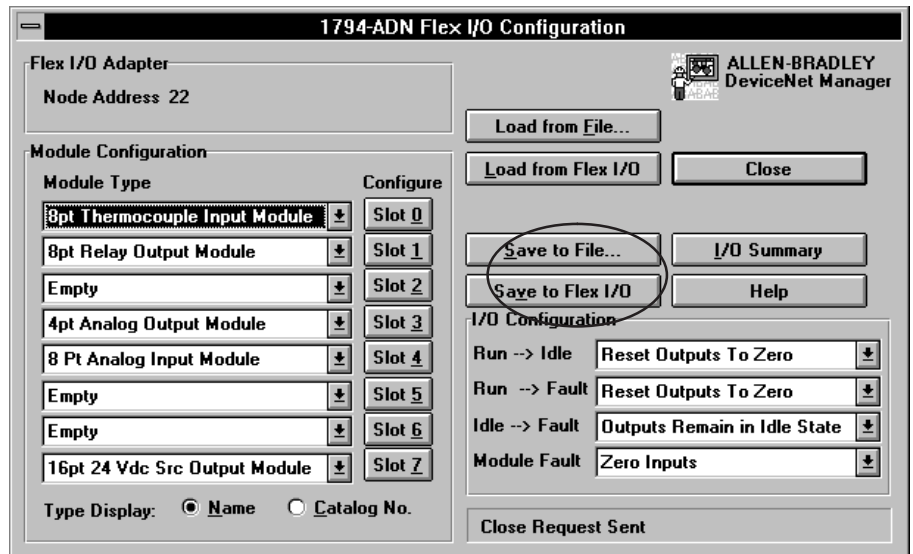 1794-ADN Flex I/O Configuration
Flex I/O Adapter
Node Address 22
ALLEN-BRADLEY
DeviceNet Manager
Load from File...
Load from Flex I/O
Close
Module Configuration
Module Type
Configure
8pt Thermocouple Input Module
Slot 0
8pt Relay Output Module
Slot 1
Empty
Slot 2
4pt Analog Output Module
Slot 3
8 Pt Analog Input Module
Slot 4
Empty
Slot 5
Empty
Slot 6
16pt 24 Vdc Src Output Module
Slot 7
Type Display:
Name
Catalog No.
Save to File...
I/O Summary
Save to Flex I/O
Help
I/O Configuration
Run --> Idle
Reset Outputs To Zero
Run --> Fault
Reset Outputs To Zero
Idle --> Fault
Outputs Remain in Idle State
Module Fault
Zero Inputs
Close Request Sent